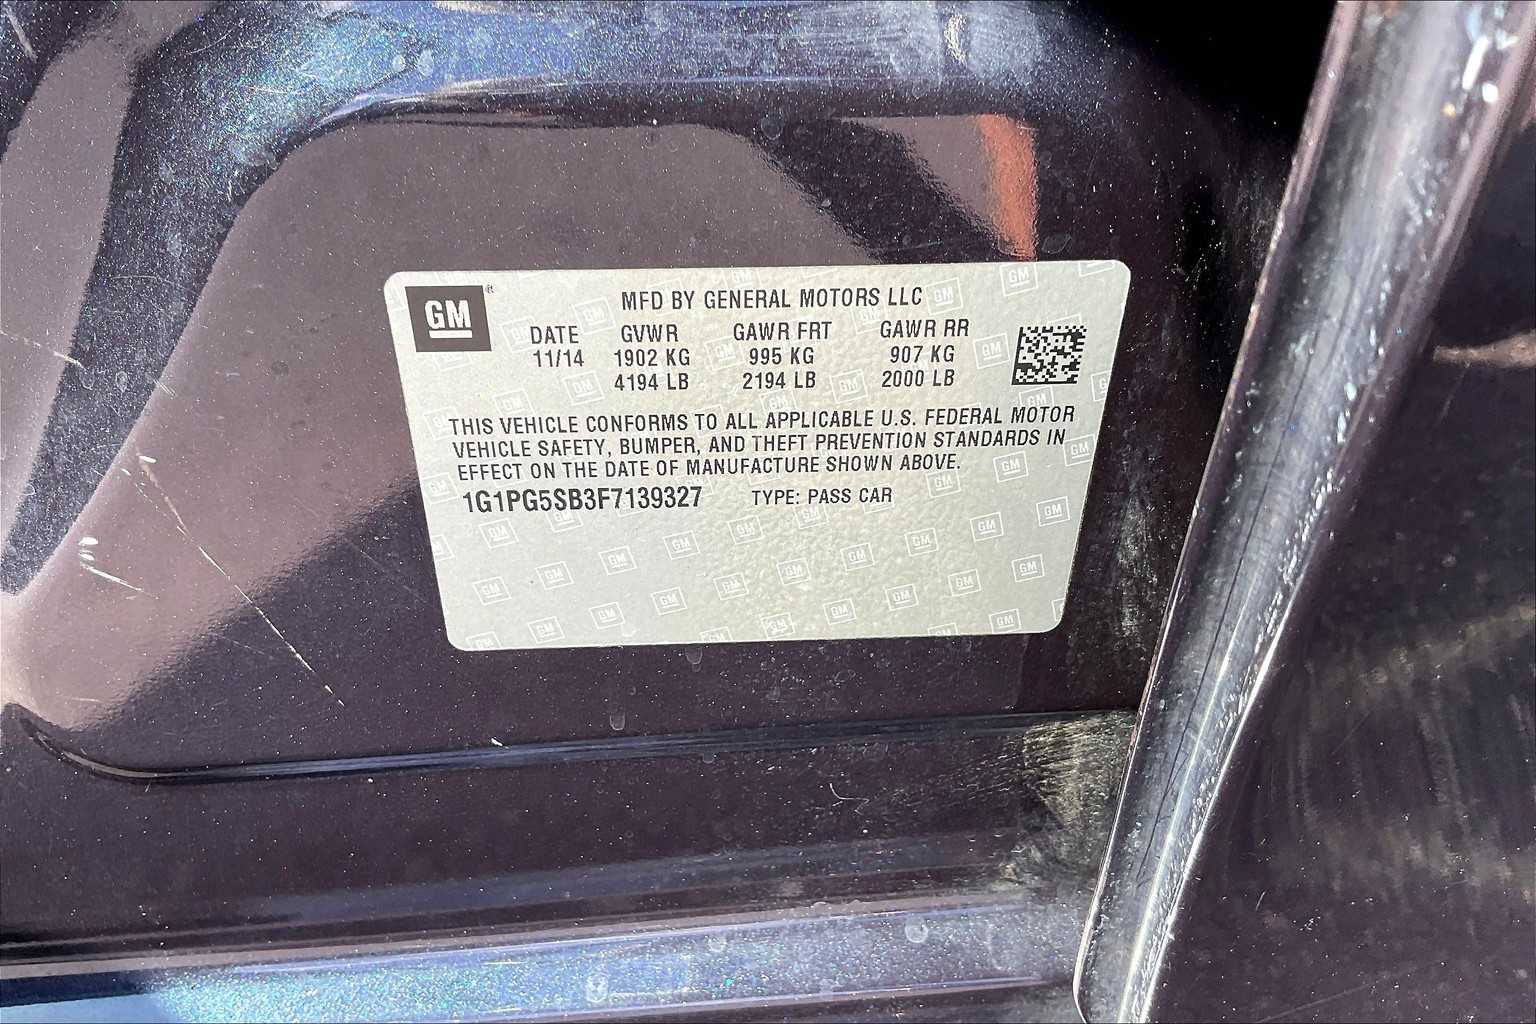 GM®
MFD BY GENERAL MOTORS LLC
DATE GVWR GAWR FRT GAWR RR
11/14 1902 KG 995 KG 907 KG
4194 LB 2194 LB 2000 LB
THIS VEHICLE CONFORMS TO ALL APPLICABLE U.S. FEDERAL MOTOR
VEHICLE SAFETY, BUMPER, AND THEFT PREVENTION STANDARDS IN
EFFECT ON THE DATE OF MANUFACTURE SHOWN ABOVE.
1G1PG5SB3F7139327 TYPE: PASS CAR